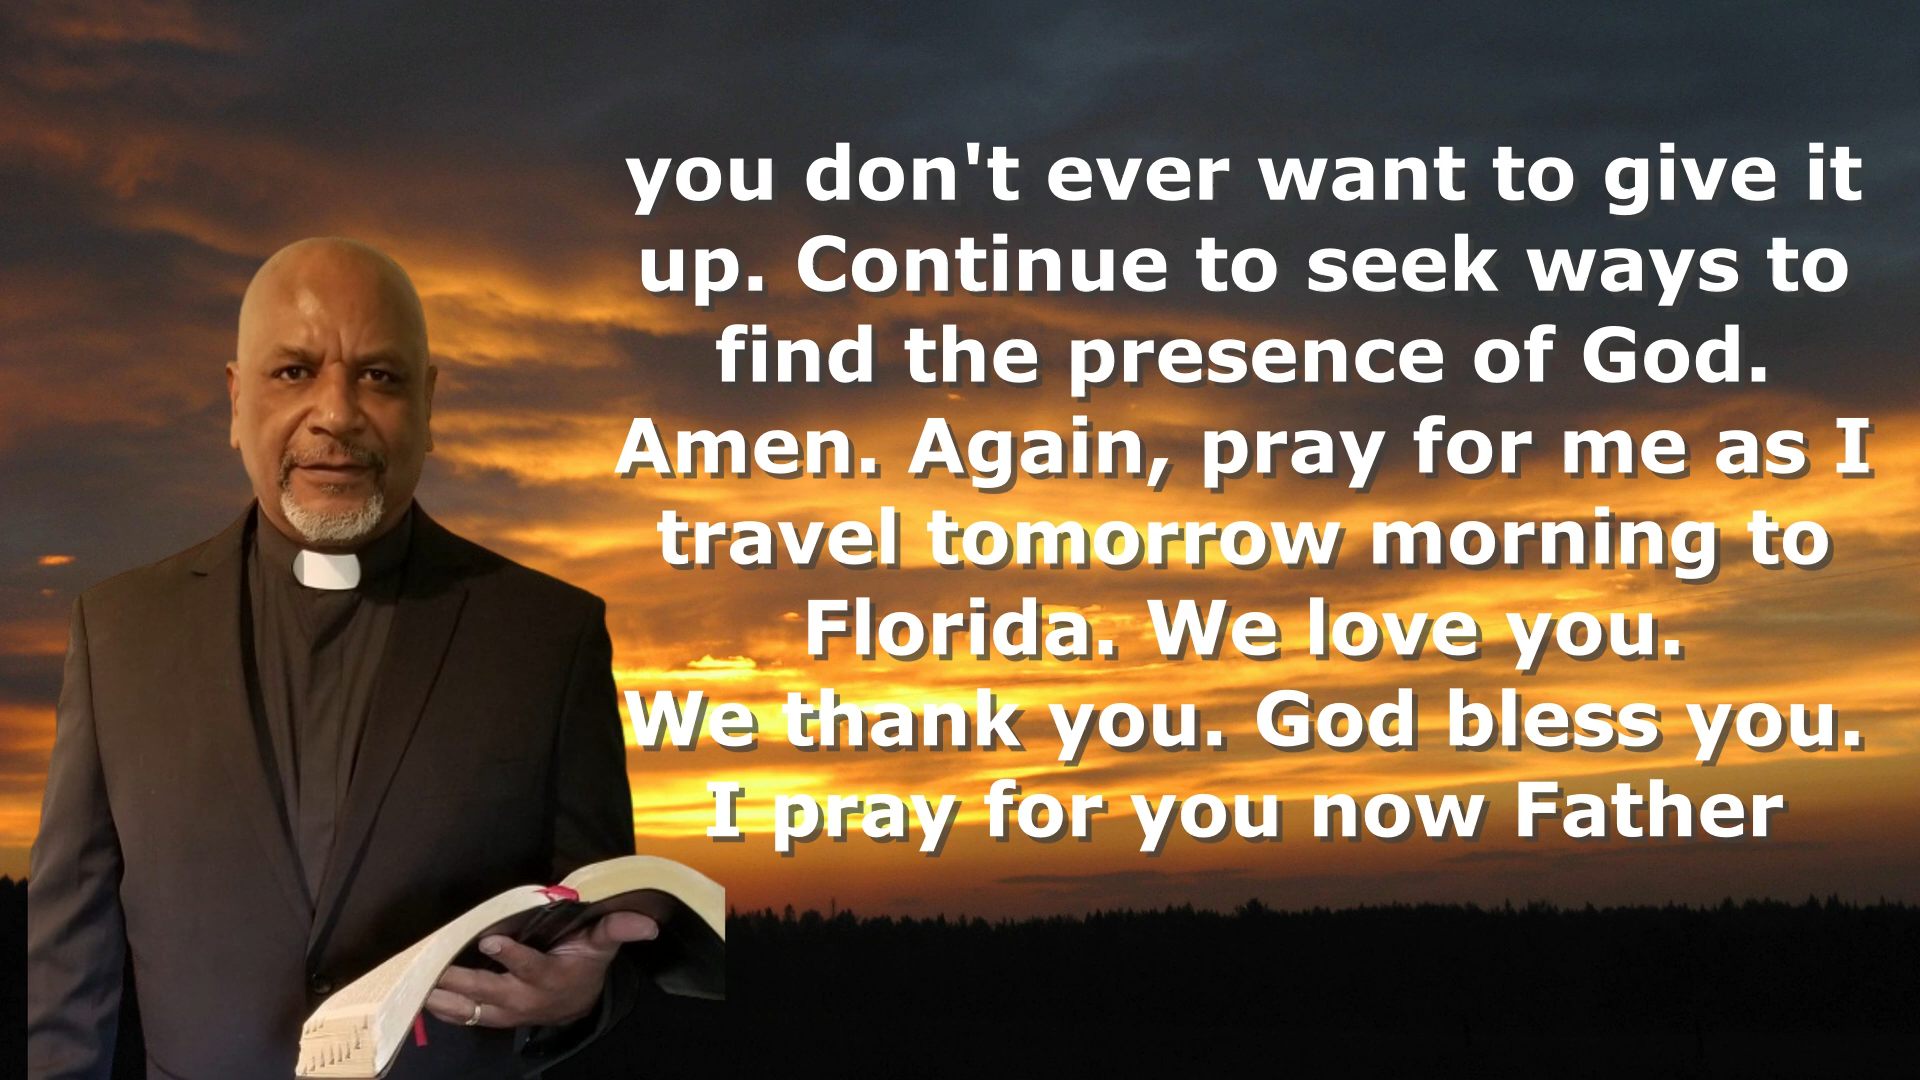 you don't ever want to give it
up. Continue to seek ways to
find the presence of God.
Amen. Again, pray for me as I
travel tomorrow morning to
Florida. We love you.
We thank you. God bless you.
I pray for you now Father